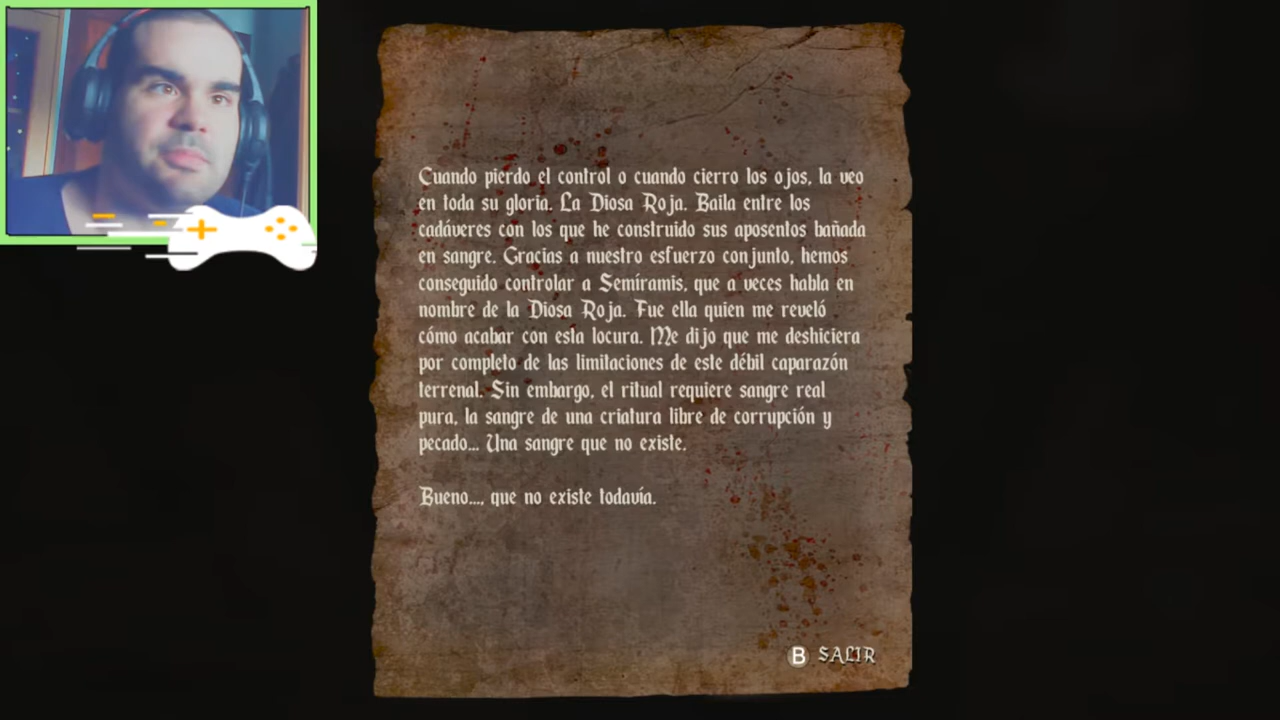 Cuando pierdo el control o cuando cierro los ojos, la veo
en toda su gloria. La Diosa Roja. Baila entre los
cadáveres con los que he construido sus aposentos bañada
en sangre. Gracias a nuestro esfuerzo conjunto, hemos
conseguido controlar a Semíramis, que a veces habla en
nombre de la Diosa Roja. Fue ella quien me reveló
cómo acabar con esta locura. Me dijo que me deshiciera
por completo de las limitaciones de este débil caparazón
terrenal. Sin embargo, el ritual requiere sangre real
pura, la sangre de una criatura libre de corrupción y
pecado... Una sangre que no existe.
Bueno..., que no existe todavía.
B SALIR